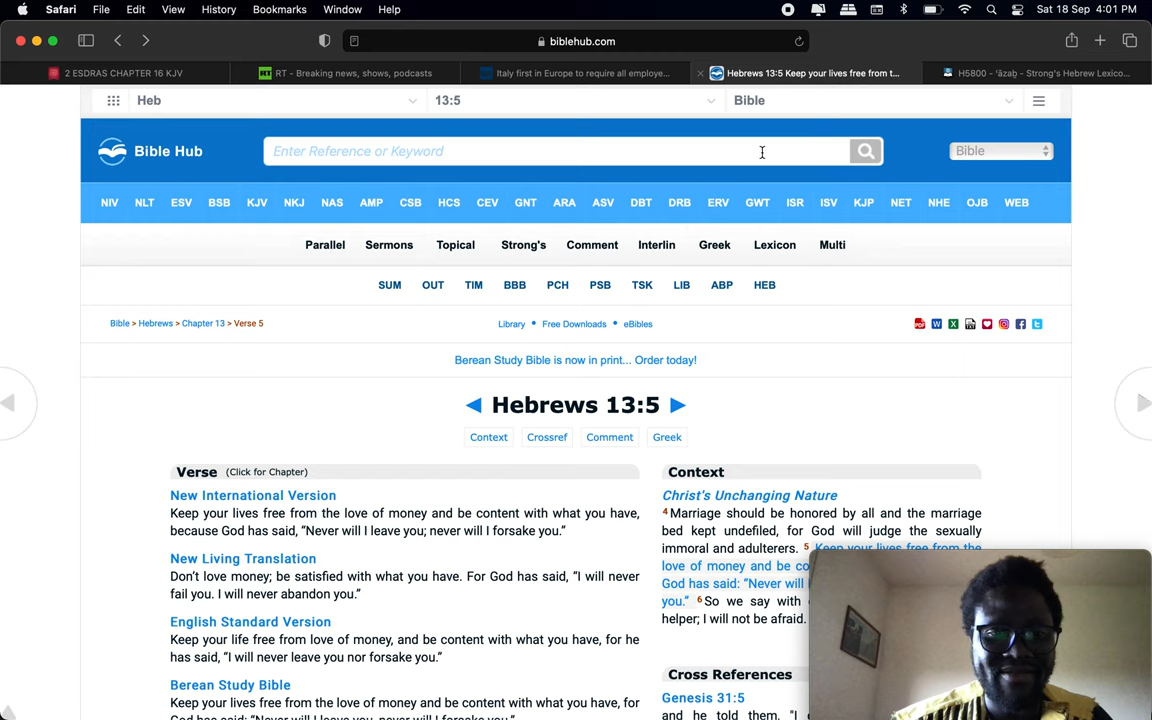 Safari File Edit View History Bookmarks Window Help Sat 18 Sep 4:01 PM
biblehub.com
2 ESDRAS CHAPTER 16 KJV
RT RT - Breaking news, shows, podcasts
Italy first in Europe to require all employe...
Hebrews 13:5 Keep your lives free from t...
H5800 - ʿāzaḇ - Strong's Hebrew Lexico...
Heb 13:5 Bible
Bible Hub Enter Reference or Keyword Bible
NIV NLT ESV BSB KJV NKJ NAS AMP CSB HCS CEV GNT ARA ASV DBT DRB ERV GWT ISR ISV KJP NET NHE OJB WEB
Parallel Sermons Topical Strong's Comment Interlin Greek Lexicon Multi
SUM OUT TIM BBB PCH PSB TSK LIB ABP HEB
Bible > Hebrews > Chapter 13 > Verse 5
Library • Free Downloads • eBibles
PDF W X TXT
Berean Study Bible is now in print... Order today!
◀ Hebrews 13:5 ▶
Context Crossref Comment Greek
Verse (Click for Chapter)
New International Version
Keep your lives free from the love of money and be content with what you have,
because God has said, “Never will I leave you; never will I forsake you.”
New Living Translation
Don’t love money; be satisfied with what you have. For God has said, “I will never
fail you. I will never abandon you.”
English Standard Version
Keep your life free from love of money, and be content with what you have, for he
has said, “I will never leave you nor forsake you.”
Berean Study Bible
Keep your lives free from the love of money and be content with what you have, for
God has said: “Never will I leave you, never will I forsake you.”
Context
Christ's Unchanging Nature
4 Marriage should be honored by all and the marriage
bed kept undefiled, for God will judge the sexually
immoral and adulterers. 5 Keep your lives free from the
love of money and be co
God has said: “Never will I
you.” 6 So we say with
helper; I will not be afraid.
Cross References
Genesis 31:5
and he told them, "I